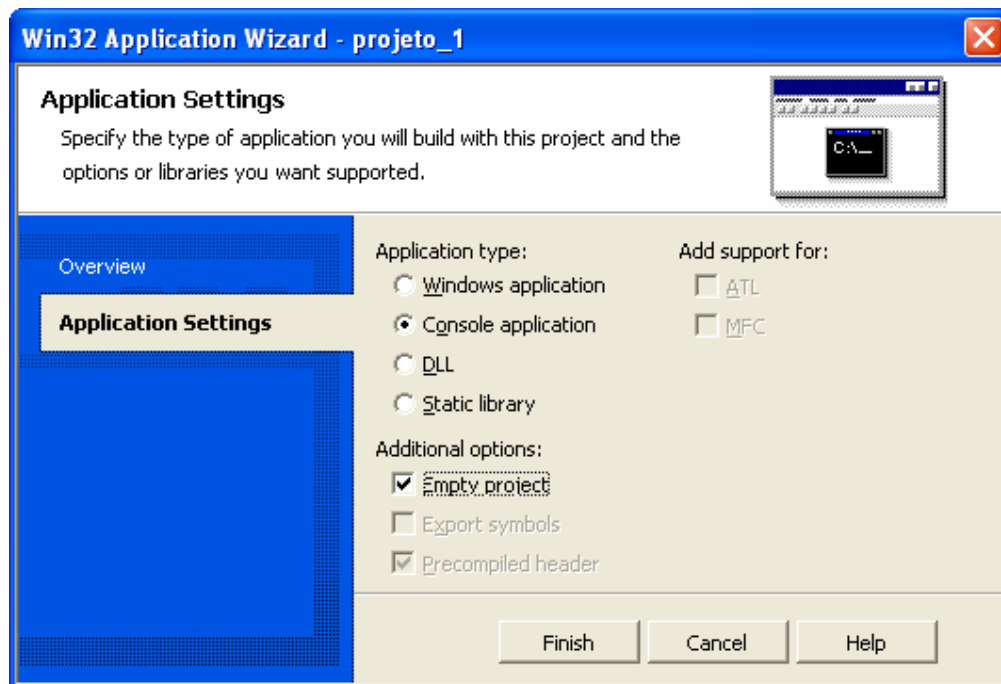 Win32 Application Wizard - projeto_1
Application Settings
Specify the type of application you will build with this project and the
options or libraries you want supported.
C:\_
Overview
Application Settings
Application type:
Windows application
Console application
DLL
Static library
Additional options:
Empty project
Export symbols
Precompiled header
Add support for:
ATL
MFC
Finish
Cancel
Help